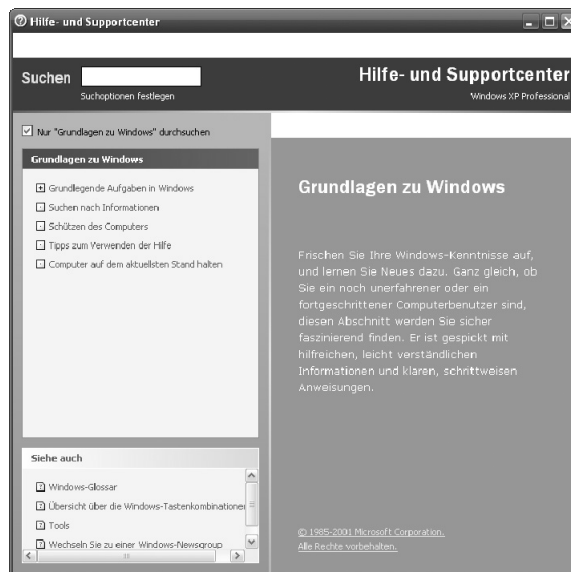 Hilfe- und Supportcenter
Suchen
Suchoptionen festlegen
Hilfe- und Supportcenter
Windows XP Professional
Nur "Grundlagen zu Windows" durchsuchen
Grundlagen zu Windows
Grundlegende Aufgaben in Windows
Suchen nach Informationen
Schützen des Computers
Tipps zum Verwenden der Hilfe
Computer auf dem aktuellsten Stand halten
Siehe auch
Windows-Glossar
Übersicht über die Windows-Tastenkombinationen
Tools
Wechseln Sie zu einer Windows-Newsgroup
Grundlagen zu Windows
Frischen Sie Ihre Windows-Kenntnisse auf,
und lernen Sie Neues dazu. Ganz gleich, ob
Sie ein noch unerfahrener oder ein
fortgeschrittener Computerbenutzer sind,
diesen Abschnitt werden Sie sicher
faszinierend finden. Er ist gespickt mit
hilfreichen, leicht verständlichen
Informationen und klaren, schrittweisen
Anweisungen.
© 1985-2001 Microsoft Corporation.
Alle Rechte vorbehalten.